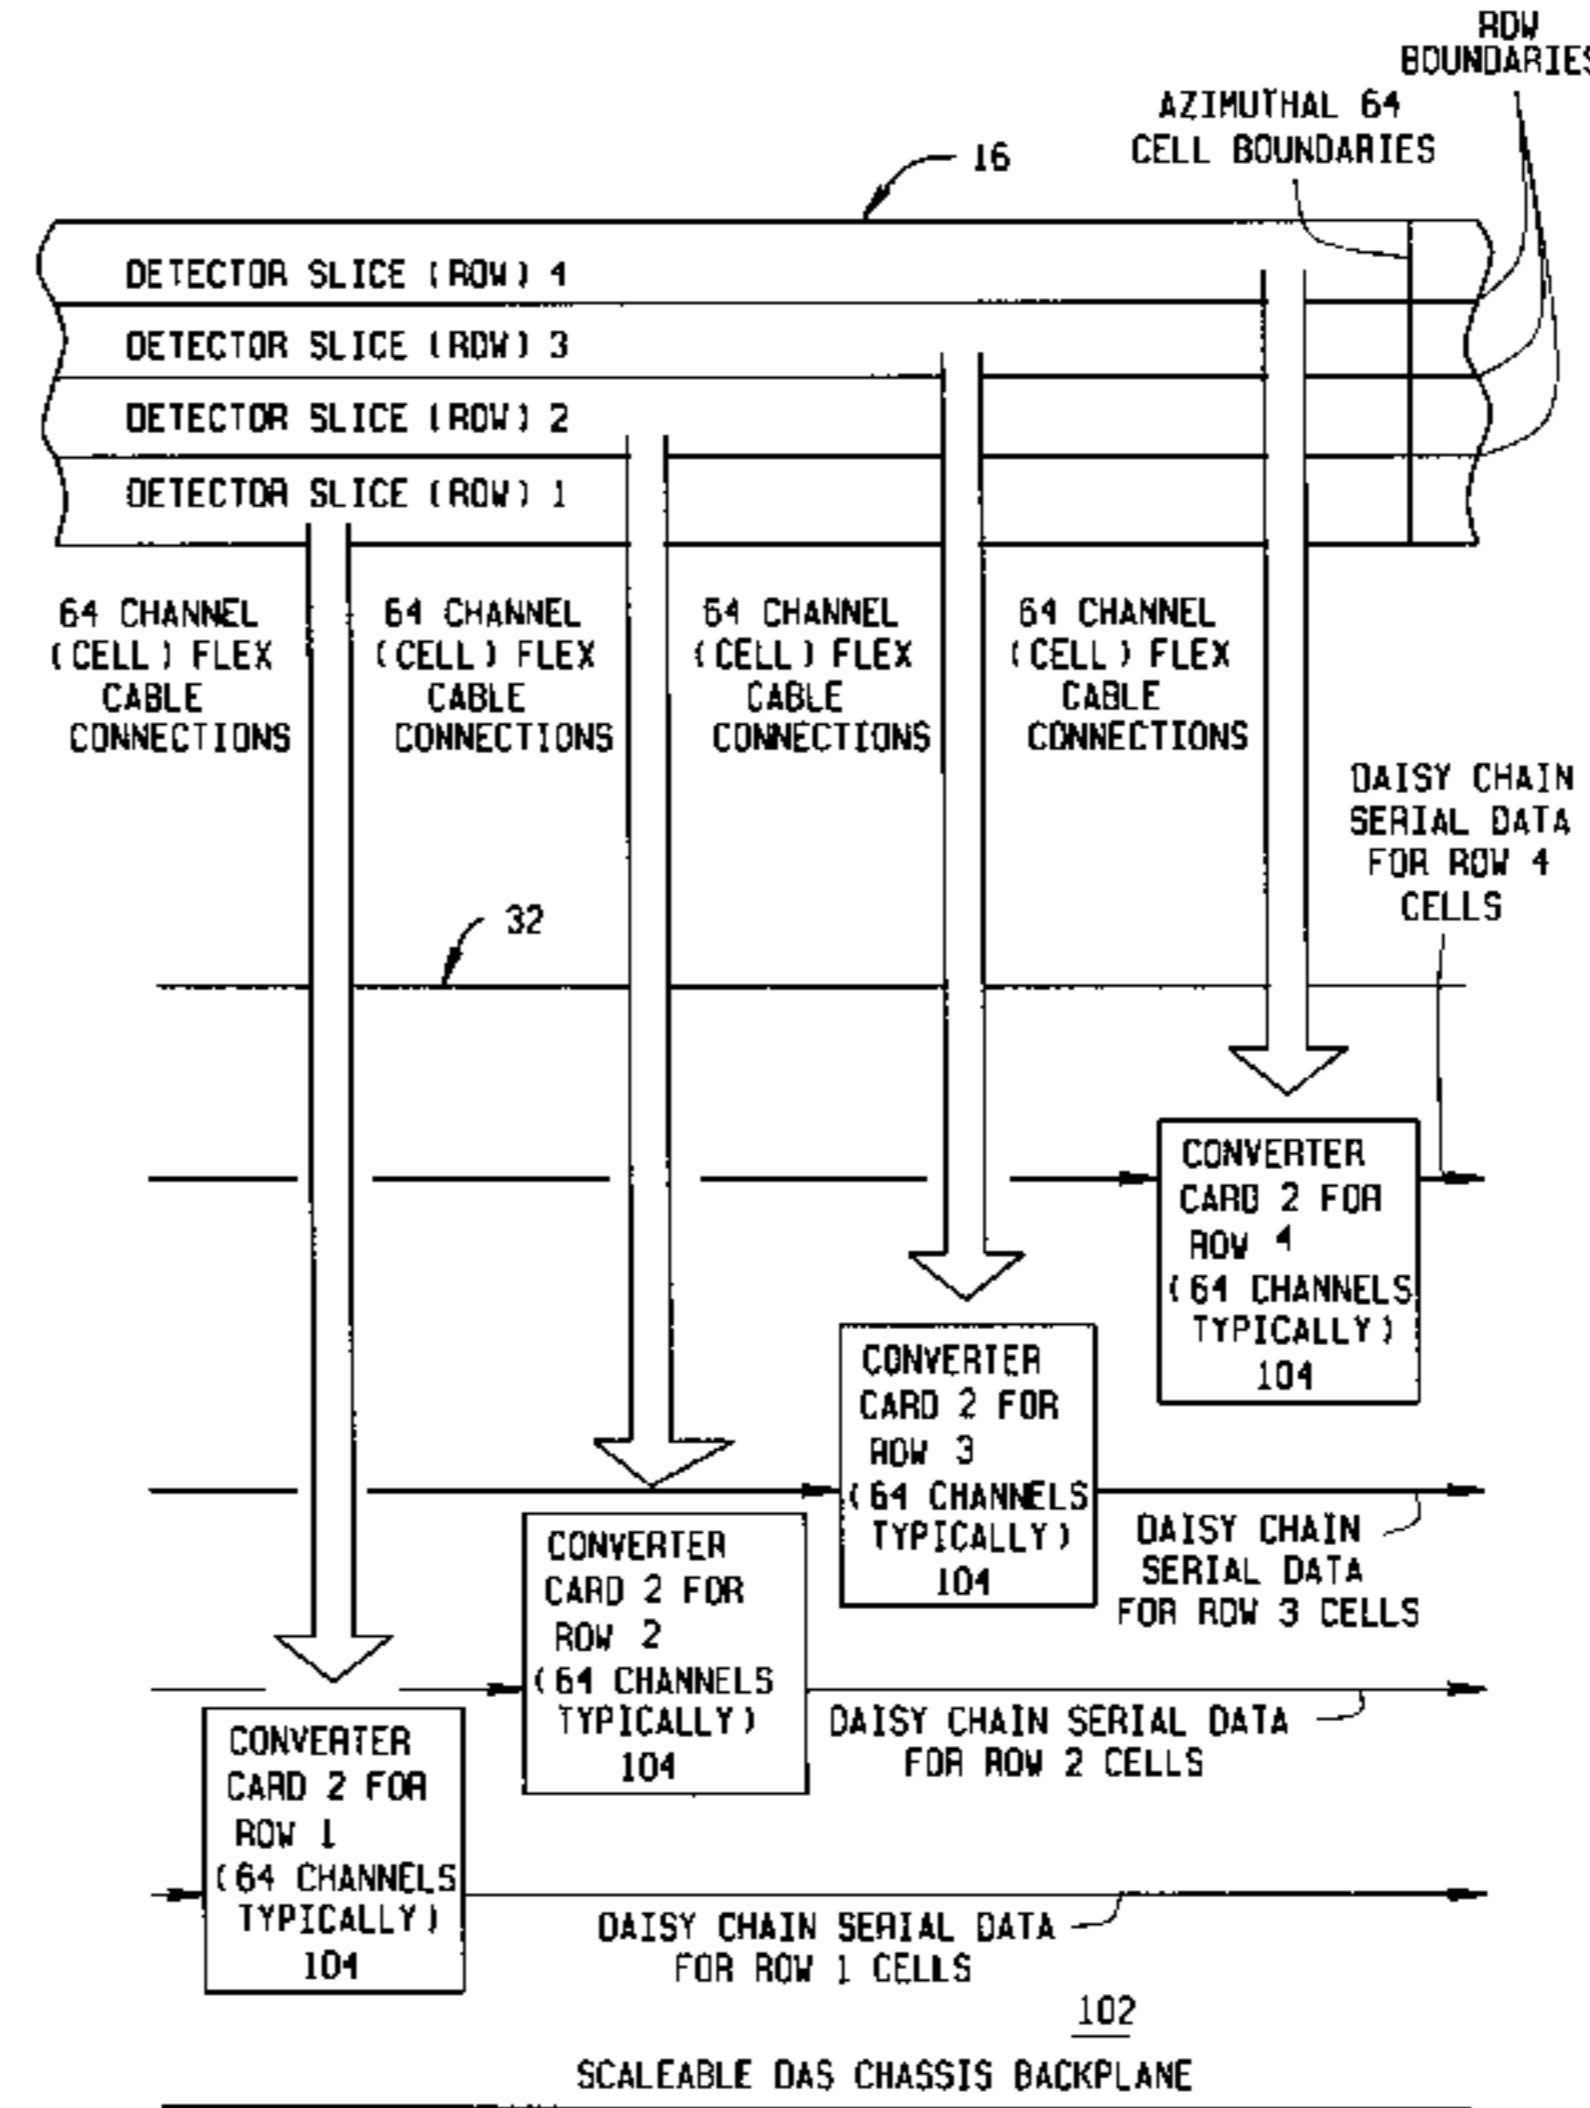 ROW
BOUNDARIES
AZIMUTHAL 64
CELL BOUNDARIES
16
DETECTOR SLICE (ROW) 4
DETECTOR SLICE (ROW) 3
DETECTOR SLICE (ROW) 2
DETECTOR SLICE (ROW) 1
64 CHANNEL
(CELL) FLEX
CABLE
CONNECTIONS
64 CHANNEL
(CELL) FLEX
CABLE
CONNECTIONS
64 CHANNEL
(CELL) FLEX
CABLE
CONNECTIONS
64 CHANNEL
(CELL) FLEX
CABLE
CONNECTIONS
DAISY CHAIN
SERIAL DATA
FOR ROW 4
CELLS
32
CONVERTER
CARD 2 FOR
ROW 4
(64 CHANNELS
TYPICALLY)
104
CONVERTER
CARD 2 FOR
ROW 3
(64 CHANNELS
TYPICALLY)
104
DAISY CHAIN
SERIAL DATA
FOR ROW 3 CELLS
CONVERTER
CARD 2 FOR
ROW 2
(64 CHANNELS
TYPICALLY)
104
DAISY CHAIN SERIAL DATA
FOR ROW 2 CELLS
CONVERTER
CARD 2 FOR
ROW 1
(64 CHANNELS
TYPICALLY)
104
DAISY CHAIN SERIAL DATA
FOR ROW 1 CELLS
102
SCALEABLE DAS CHASSIS BACKPLANE